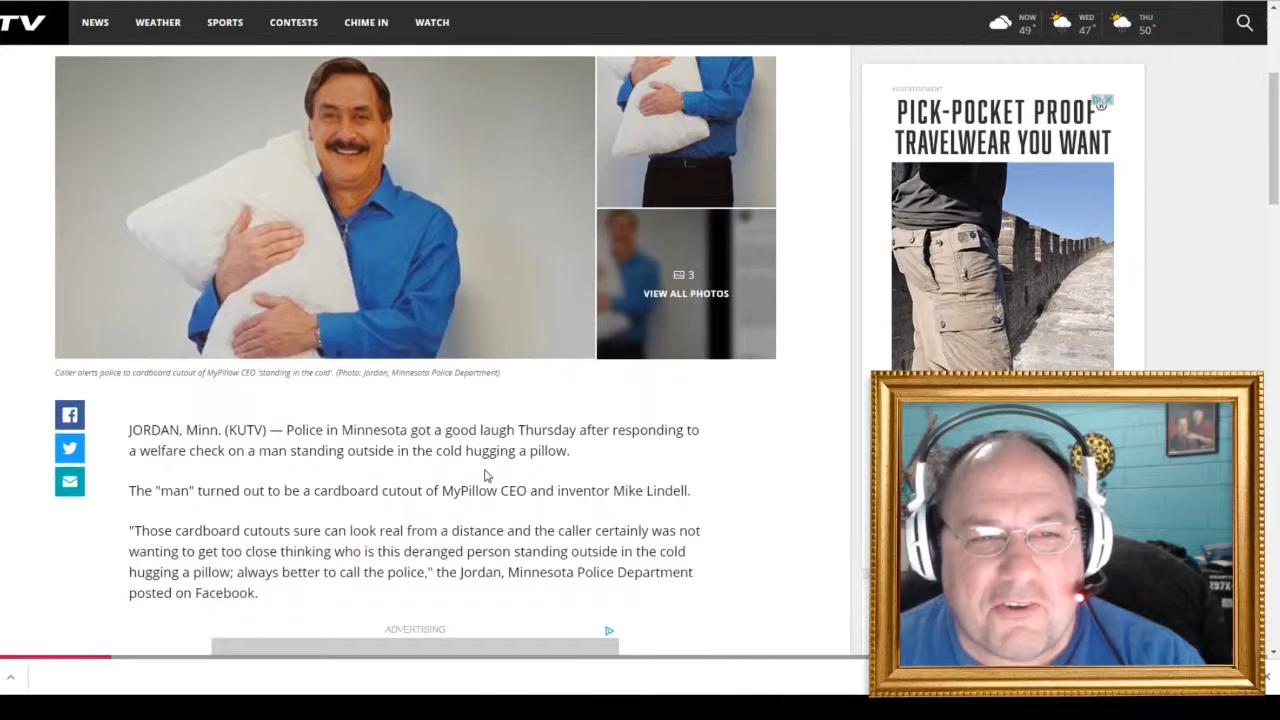 TV
NEWS
WEATHER
SPORTS
CONTESTS
CHIME IN
WATCH
NOW
49°
WED
47°
THU
50°
3
VIEW ALL PHOTOS
ADVERTISEMENT
PICK-POCKET PROOF
TRAVELWEAR YOU WANT
Caller alerts police to cardboard cutout of MyPillow CEO 'standing in the cold'. (Photo: Jordan, Minnesota Police Department)
JORDAN, Minn. (KUTV) — Police in Minnesota got a good laugh Thursday after responding to
a welfare check on a man standing outside in the cold hugging a pillow.
The "man" turned out to be a cardboard cutout of MyPillow CEO and inventor Mike Lindell.
"Those cardboard cutouts sure can look real from a distance and the caller certainly was not
wanting to get too close thinking who is this deranged person standing outside in the cold
hugging a pillow; always better to call the police," the Jordan, Minnesota Police Department
posted on Facebook.
ADVERTISING